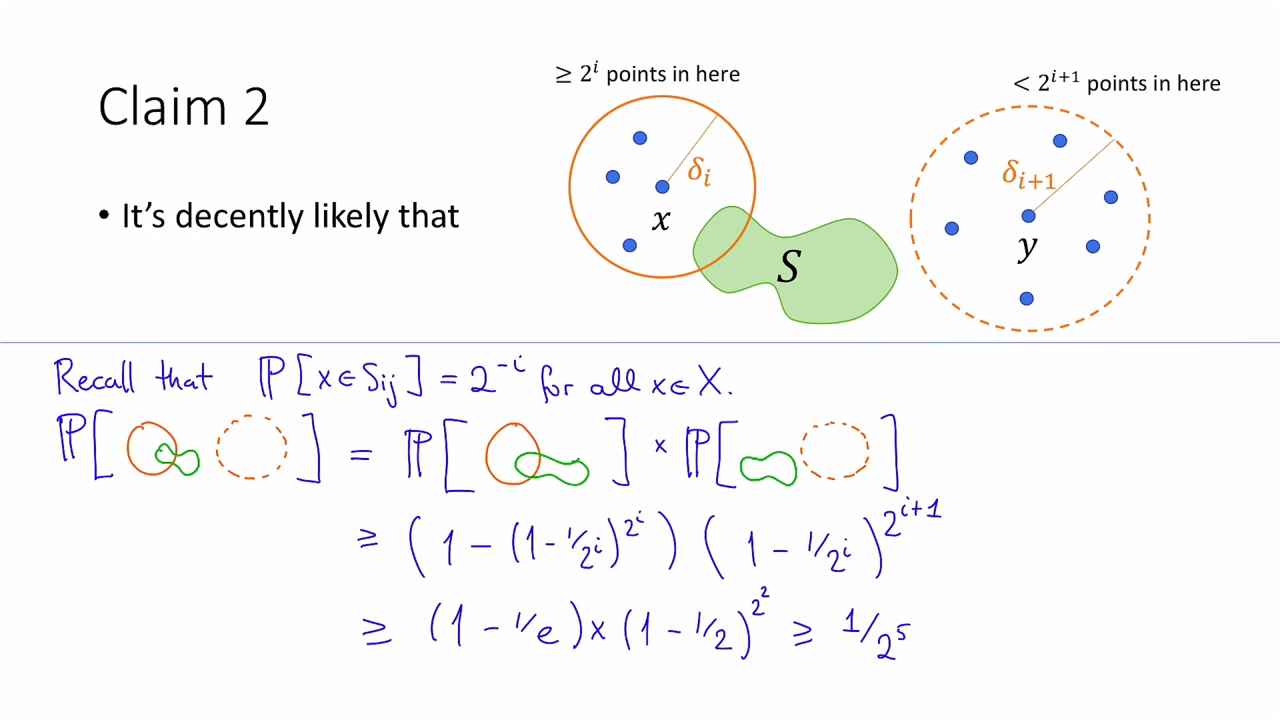 Claim 2
• It’s decently likely that
≥ 2^i points in here
δ_i
x
S
< 2^{i+1} points in here
δ_{i+1}
y
Recall that ℙ[x ∈ S_{ij}] = 2^{-i} for all x ∈ X.
ℙ[ ] = ℙ[ ] × ℙ[ ]
≥ (1 − (1 − 1/2^i)^{2^i}) (1 − 1/2^i)^{2^{i+1}}
≥ (1 − 1/e) × (1 − 1/2)^{2^2} ≥ 1/2^5